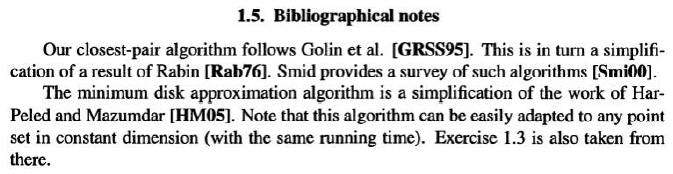 1.5. Bibliographical notes
Our closest-pair algorithm follows Golin et al. [GRSS95]. This is in turn a simplifi-
cation of a result of Rabin [Rab76]. Smid provides a survey of such algorithms [Smi00].
The minimum disk approximation algorithm is a simplification of the work of Har-
Peled and Mazumdar [HM05]. Note that this algorithm can be easily adapted to any point
set in constant dimension (with the same running time). Exercise 1.3 is also taken from
there.